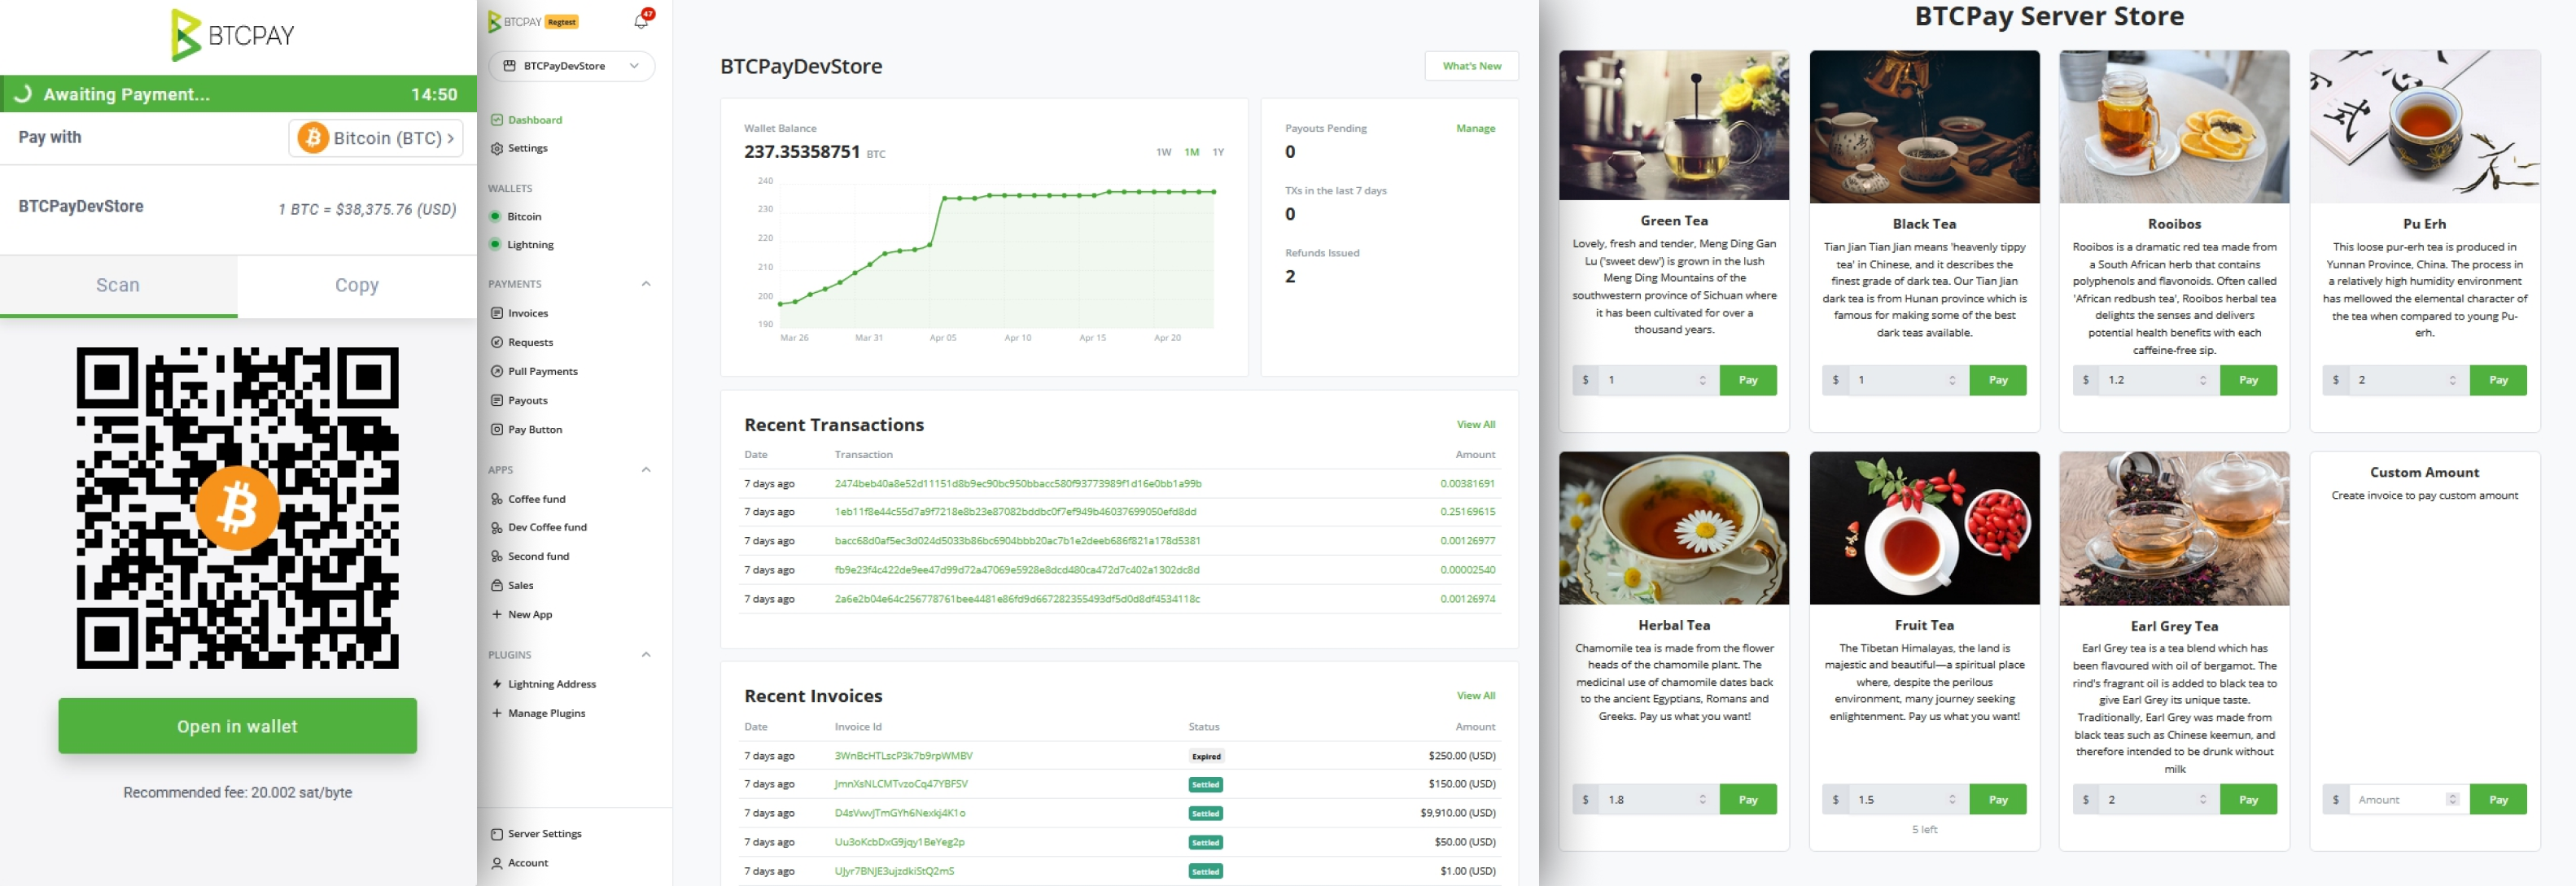 BTCPAY
Awaiting Payment... 14:50
Pay with Bitcoin (BTC) >
BTCPayDevStore 1 BTC = $38,375.76 (USD)
Scan Copy
Open in wallet
Recommended fee: 20.002 sat/byte
BTCPAY Regtest 47
BTCPayDevStore
Dashboard
Settings
WALLETS
Bitcoin
Lightning
PAYMENTS
Invoices
Requests
Pull Payments
Payouts
Pay Button
APPS
Coffee fund
Dev Coffee fund
Second fund
Sales
New App
PLUGINS
Lightning Address
Manage Plugins
Server Settings
Account
BTCPayDevStore What's New
Wallet Balance
237.35358751 BTC 1W 1M 1Y
240
230
220
210
200
190
Mar 26 Mar 31 Apr 05 Apr 10 Apr 15 Apr 20
Payouts Pending Manage
0
TXs in the last 7 days
0
Refunds Issued
2
Recent Transactions View All
Date Transaction Amount
7 days ago 2474beb40a8e52d11151d8b9ec90bc950bbacc580f93773989f1d16e0bb1a99b 0.00381691
7 days ago 1eb11f8e44c55d7a9f7218e8b23e87082bddbc0f7ef949b46037699050efd8dd 0.25169615
7 days ago bacc68d0af5ec3d024d5033b86bc6904bbb20ac7b1e2deeb686f821a178d5381 0.00126977
7 days ago fb9e23f4c422de9ee47d99d72a47069e5928e8dcd480ca472d7c402a1302dc8d 0.00002540
7 days ago 2a6e2b04e64c256778761bee4481e86fd9d667282355493df5d0d8df4534118c 0.00126974
Recent Invoices View All
Date Invoice Id Status Amount
7 days ago 3WnBcHTLscP3k7b9rpWMBV Expired $250.00 (USD)
7 days ago JmnXsNLCMTvzoCq47YBFSV Settled $150.00 (USD)
7 days ago D4sVwvJTmGYh6Nexkj4K1o Settled $9,910.00 (USD)
7 days ago Uu3oKcbDxG9jqy1BeYeg2p Settled $50.00 (USD)
7 days ago UJyr7BNJE3ujzdkiStQ2mS Settled $1.00 (USD)
BTCPay Server Store
Green Tea
Lovely, fresh and tender, Meng Ding Gan
Lu ('sweet dew') is grown in the lush
Meng Ding Mountains of the
southwestern province of Sichuan where
it has been cultivated for over a
thousand years.
$ 1 Pay
Black Tea
Tian Jian Tian Jian means 'heavenly tippy
tea' in Chinese, and it describes the
finest grade of dark tea. Our Tian Jian
dark tea is from Hunan province which is
famous for making some of the best
dark teas available.
$ 1 Pay
Rooibos
Rooibos is a dramatic red tea made from
a South African herb that contains
polyphenols and flavonoids. Often called
'African redbush tea', Rooibos herbal tea
delights the senses and delivers
potential health benefits with each
caffeine-free sip.
$ 1.2 Pay
Pu Erh
This loose pur-erh tea is produced in
Yunnan Province, China. The process in
a relatively high humidity environment
has mellowed the elemental character of
the tea when compared to young Pu-
erh.
$ 2 Pay
Herbal Tea
Chamomile tea is made from the flower
heads of the chamomile plant. The
medicinal use of chamomile dates back
to the ancient Egyptians, Romans and
Greeks. Pay us what you want!
$ 1.8 Pay
Fruit Tea
The Tibetan Himalayas, the land is
majestic and beautiful—a spiritual place
where, despite the perilous
environment, many journey seeking
enlightenment. Pay us what you want!
$ 1.5 Pay
5 left
Earl Grey Tea
Earl Grey tea is a tea blend which has
been flavoured with oil of bergamot. The
rind's fragrant oil is added to black tea to
give Earl Grey its unique taste.
Traditionally, Earl Grey was made from
black teas such as Chinese keemun, and
therefore intended to be drunk without
milk
$ 2 Pay
Custom Amount
Create invoice to pay custom amount
$ Amount Pay